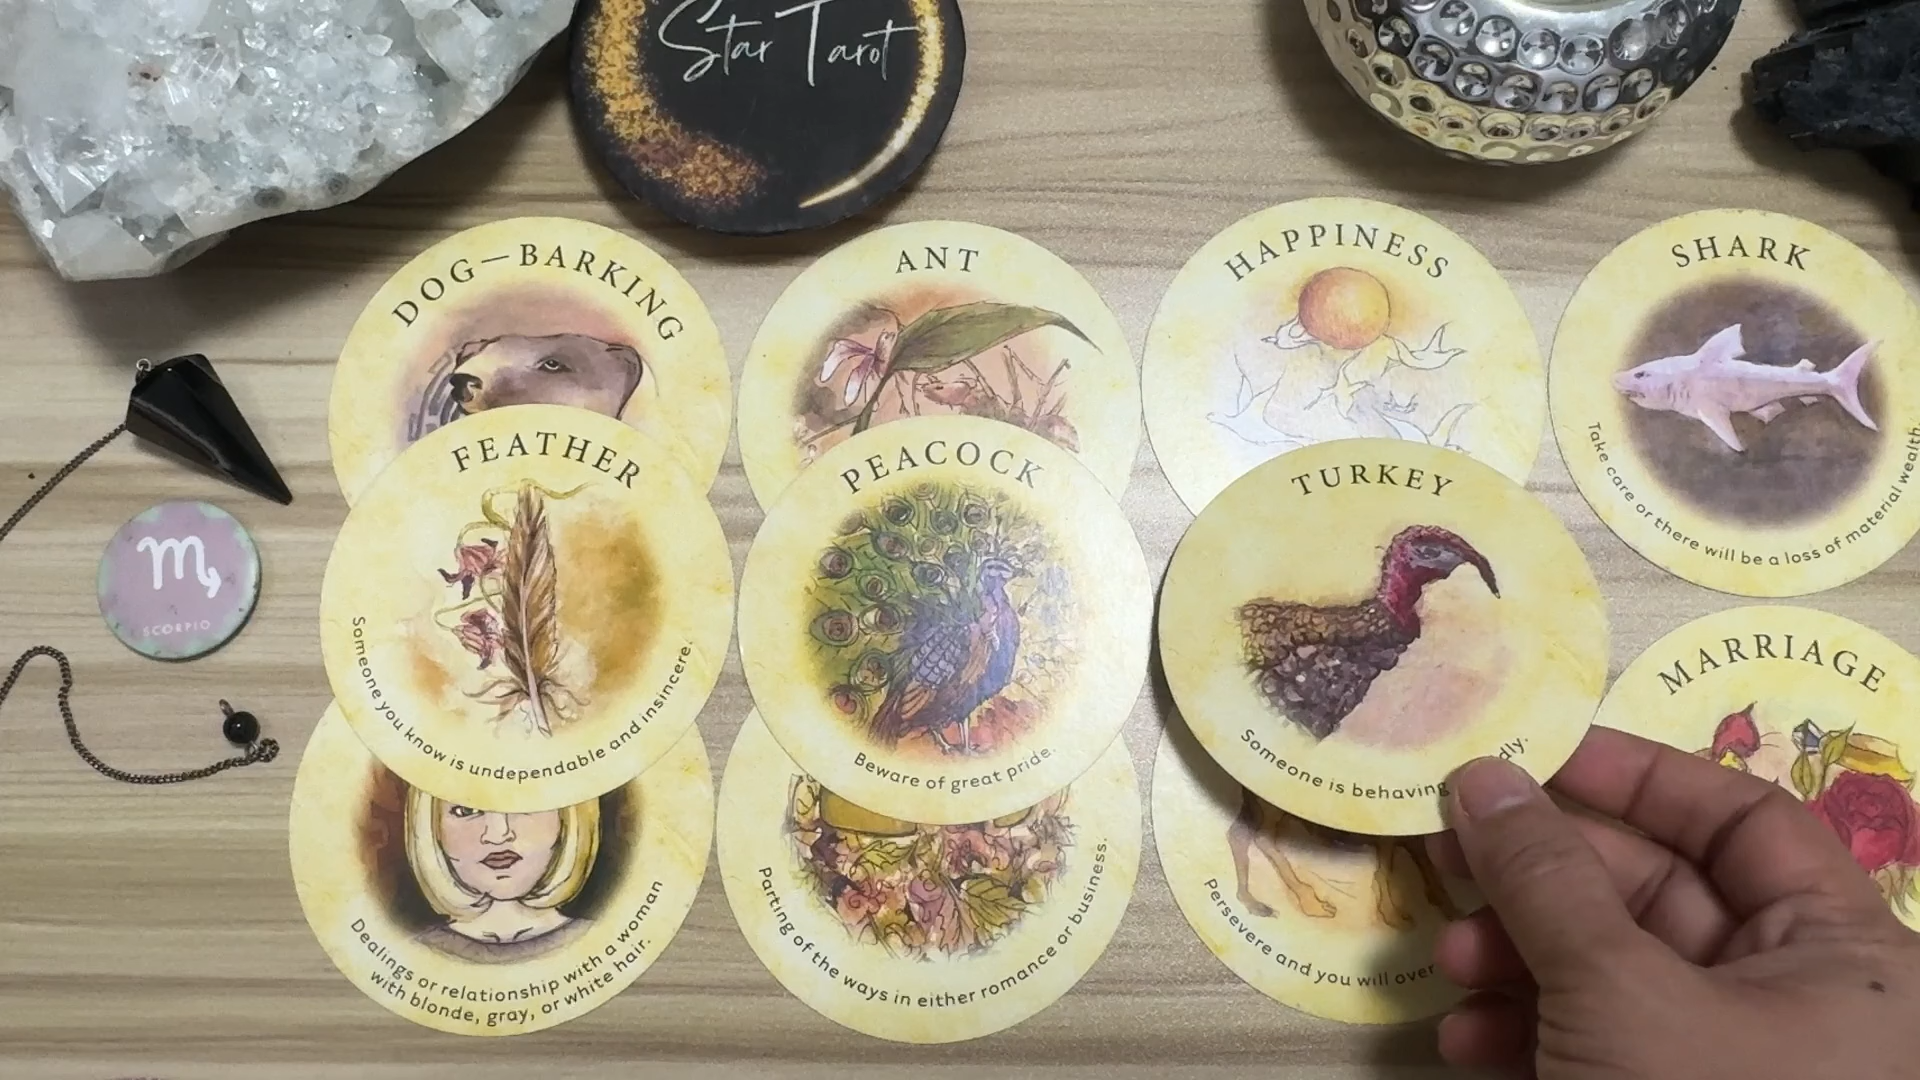 Star Tarot
DOG—BARKING
ANT
HAPPINESS
SHARK
Take care or there will be a loss of material wealth.
FEATHER
Someone you know is undependable and insincere.
PEACOCK
Beware of great pride.
TURKEY
Someone is behaving
MARRIAGE
SCORPIO
Dealings or relationship with a woman
with blonde, gray, or white hair.
Parting of the ways in either romance or business.
Persevere and you will over